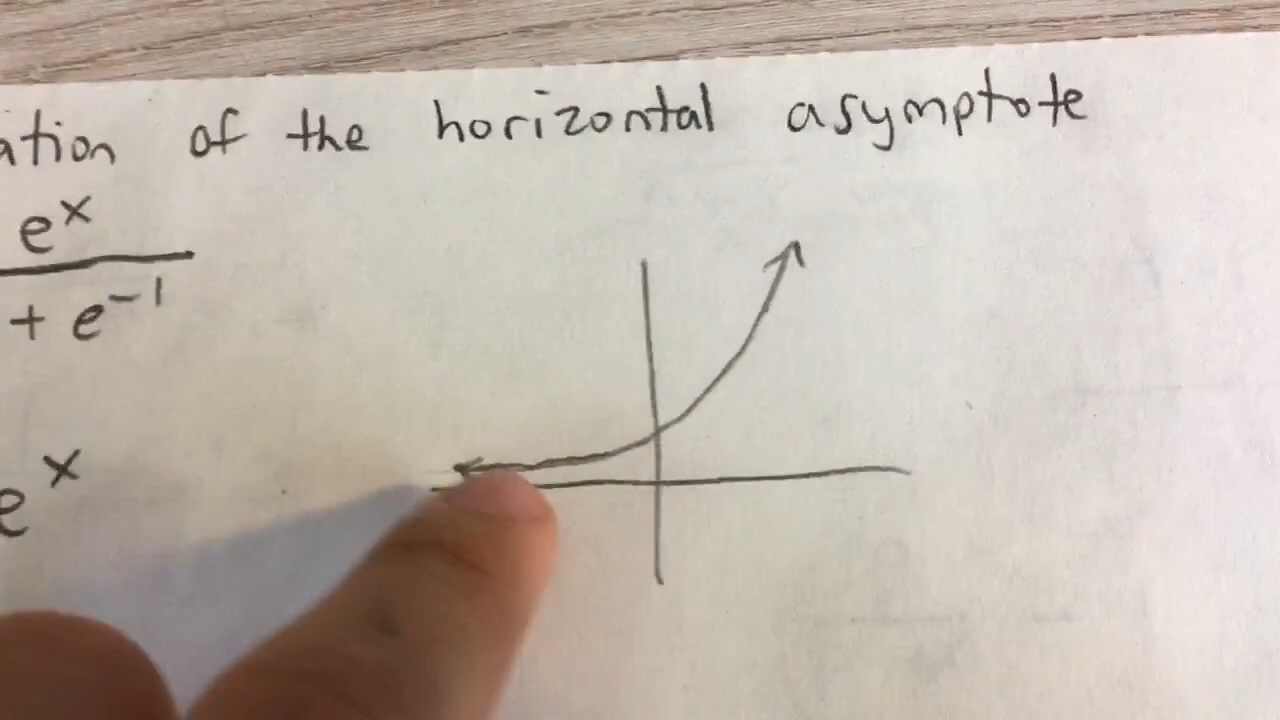 ation of the horizontal asymptote
e^x
+ e^-1
e^x